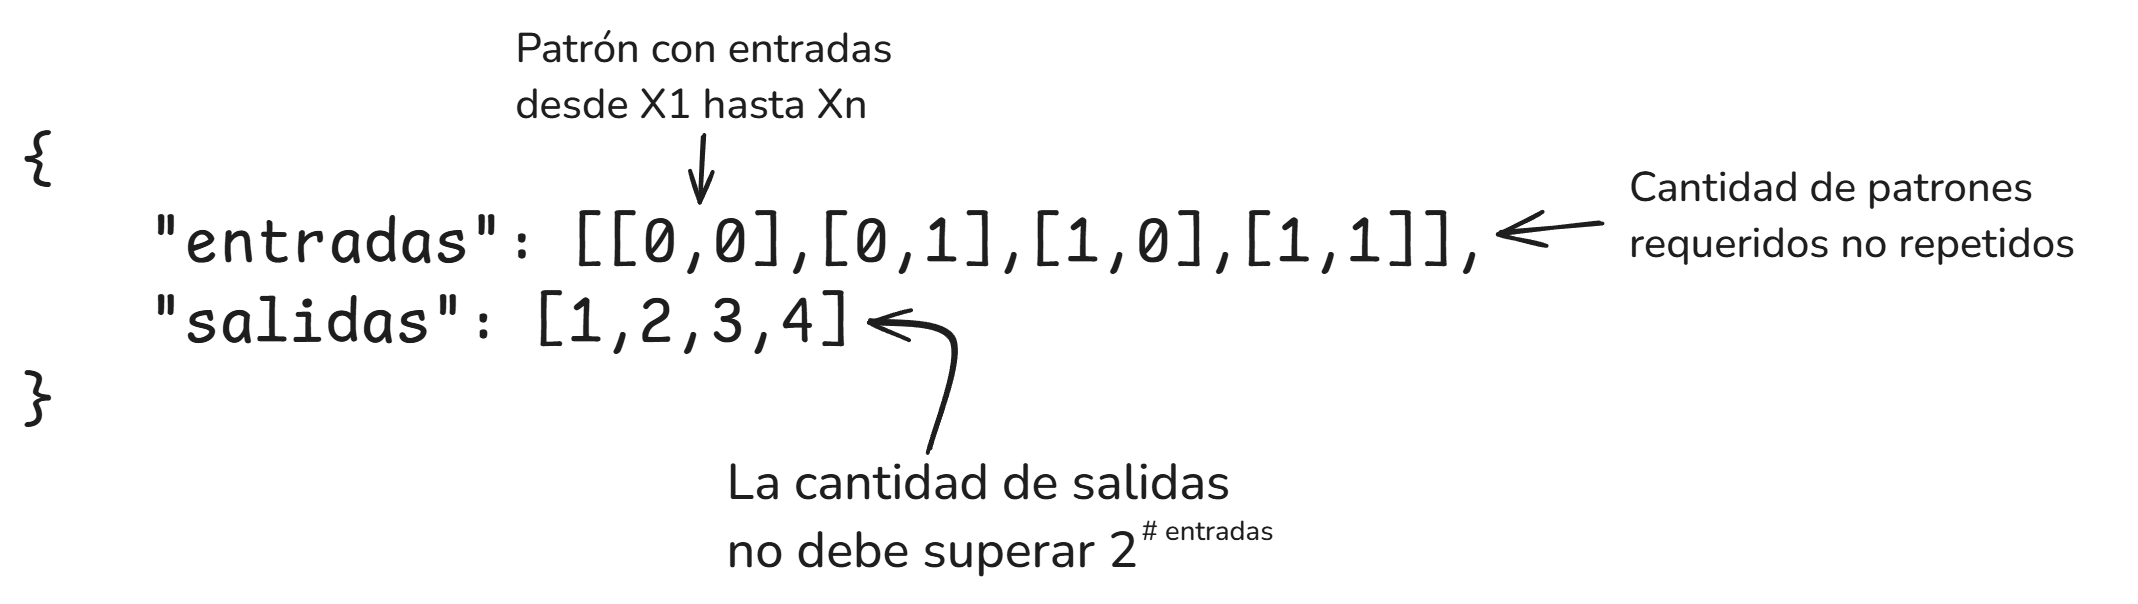 Patrón con entradas
desde X1 hasta Xn
{
"entradas": [[0,0],[0,1],[1,0],[1,1]],
Cantidad de patrones
requeridos no repetidos
"salidas": [1,2,3,4]
}
La cantidad de salidas
no debe superar 2^# entradas